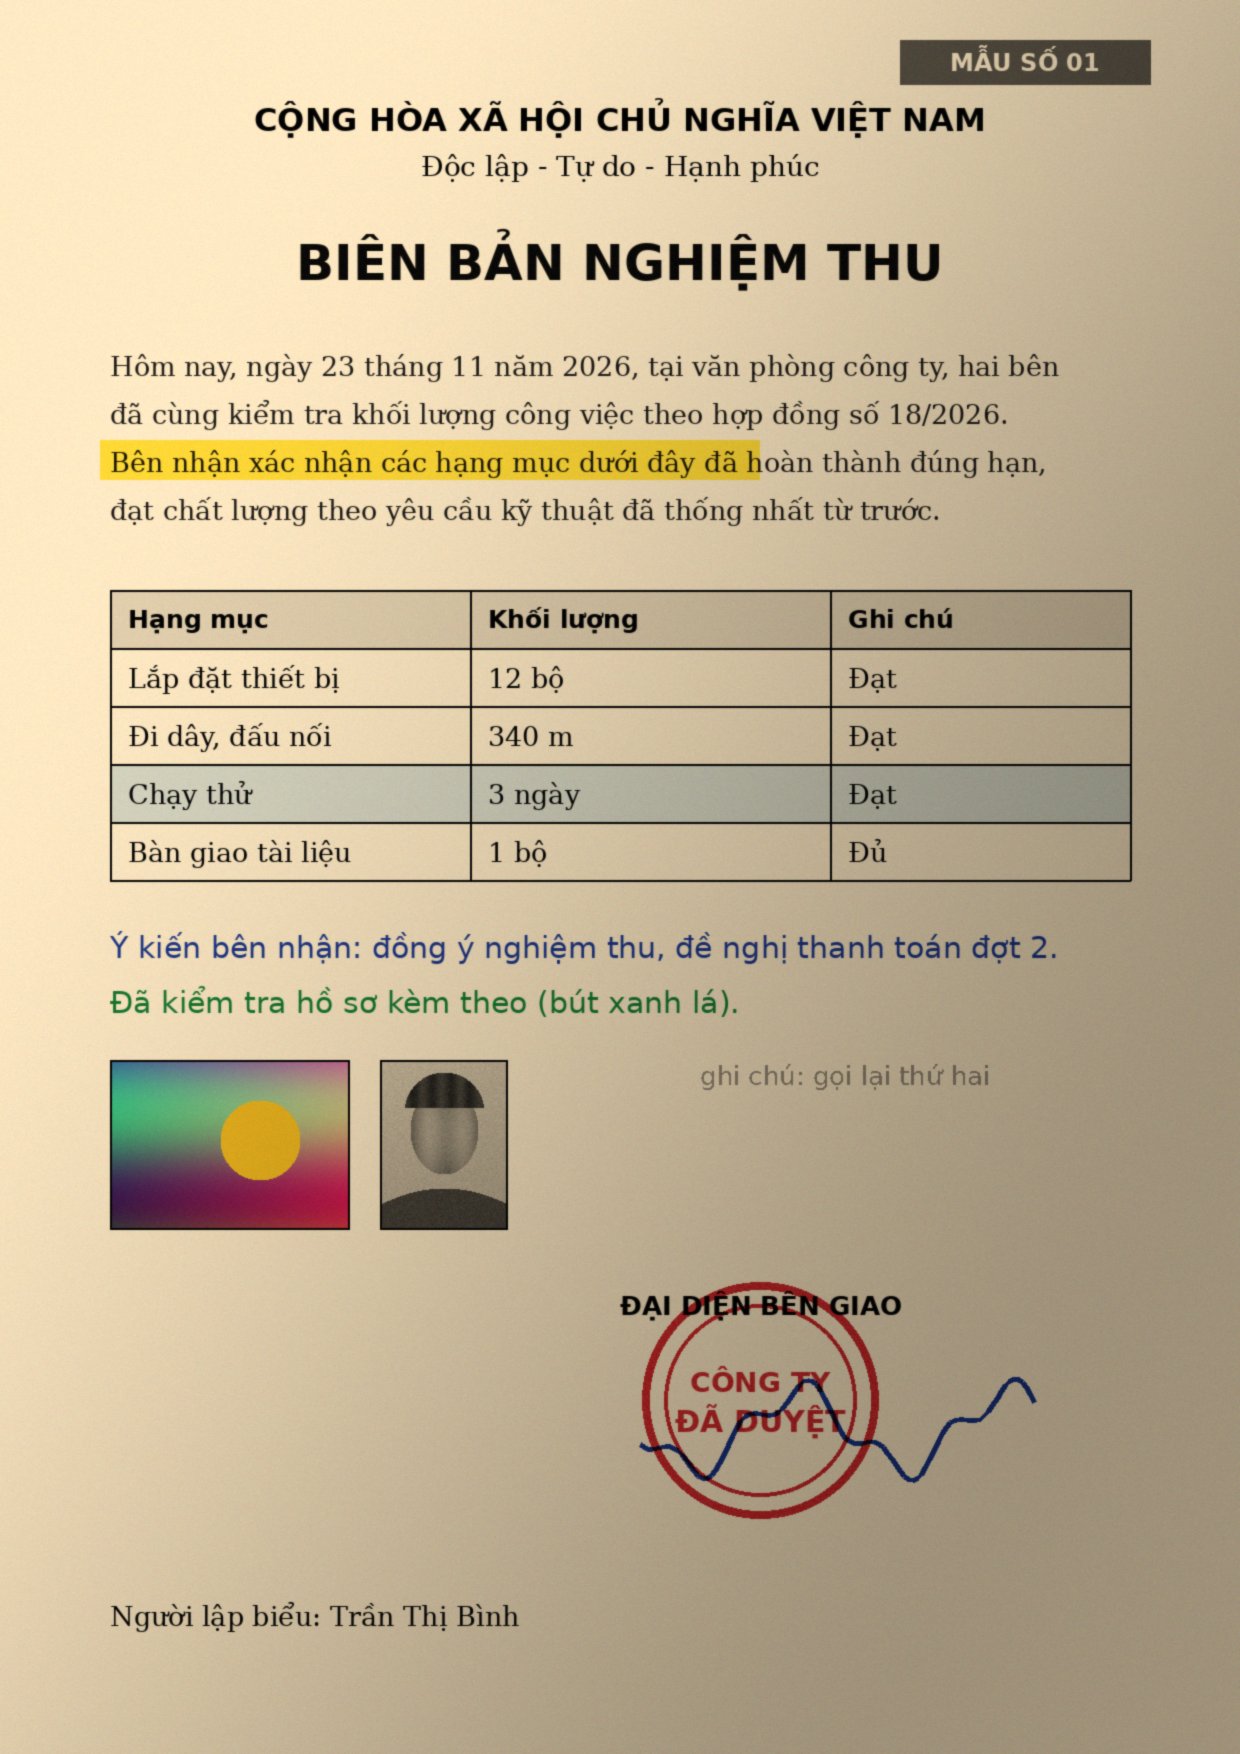 MẪU SỐ 01
CỘNG HÒA XÃ HỘI CHỦ NGHĨA VIỆT NAM
Độc lập - Tự do - Hạnh phúc
BIÊN BẢN NGHIỆM THU
Hôm nay, ngày 23 tháng 11 năm 2026, tại văn phòng công ty, hai bên
đã cùng kiểm tra khối lượng công việc theo hợp đồng số 18/2026.
Bên nhận xác nhận các hạng mục dưới đây đã hoàn thành đúng hạn,
đạt chất lượng theo yêu cầu kỹ thuật đã thống nhất từ trước.
Hạng mục Khối lượng Ghi chú
Lắp đặt thiết bị 12 bộ Đạt
Đi dây, đấu nối 340 m Đạt
Chạy thử 3 ngày Đạt
Bàn giao tài liệu 1 bộ Đủ
Ý kiến bên nhận: đồng ý nghiệm thu, đề nghị thanh toán đợt 2.
Đã kiểm tra hồ sơ kèm theo (bút xanh lá).
ghi chú: gọi lại thứ hai
ĐẠI DIỆN BÊN GIAO
CÔNG TY
ĐÃ DUYỆT
Người lập biểu: Trần Thị Bình